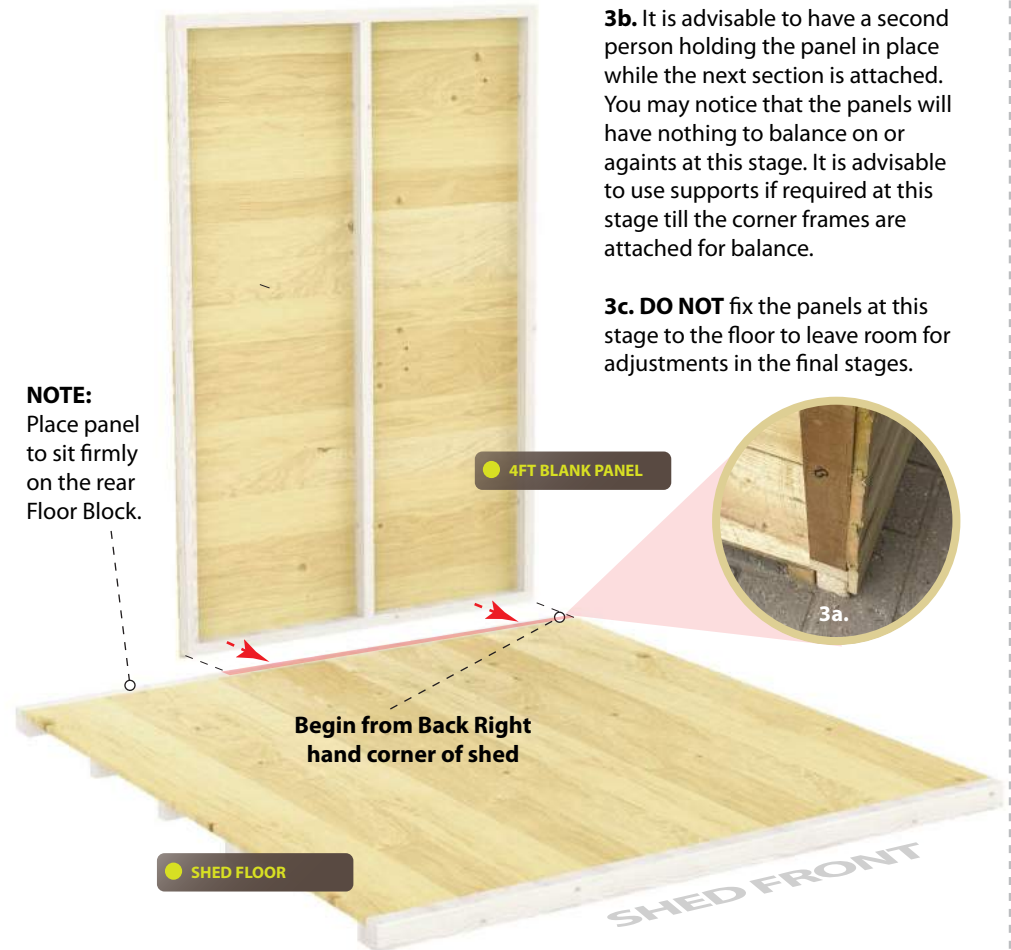 3b. It is advisable to have a second
person holding the panel in place
while the next section is attached.
You may notice that the panels will
have nothing to balance on or
againts at this stage. It is advisable
to use supports if required at this
stage till the corner frames are
attached for balance.
3c. DO NOT fix the panels at this
stage to the floor to leave room for
adjustments in the final stages.
NOTE:
Place panel
to sit firmly
on the rear
Floor Block.
4FT BLANK PANEL
3a.
Begin from Back Right
hand corner of shed
SHED FLOOR
SHED FRONT